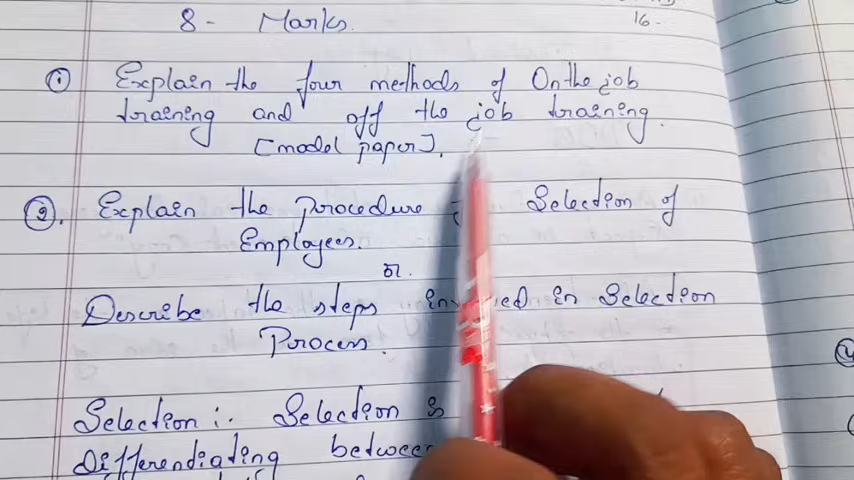 8 - Marks.
16 -
① Explain the four methods of On the job
training and off the job training.
[model paper].
②. Explain the Procedure Selection of
Employees.
or.
Describe the steps in Selection
Process.
Selection :- Selection is
Differentiating between